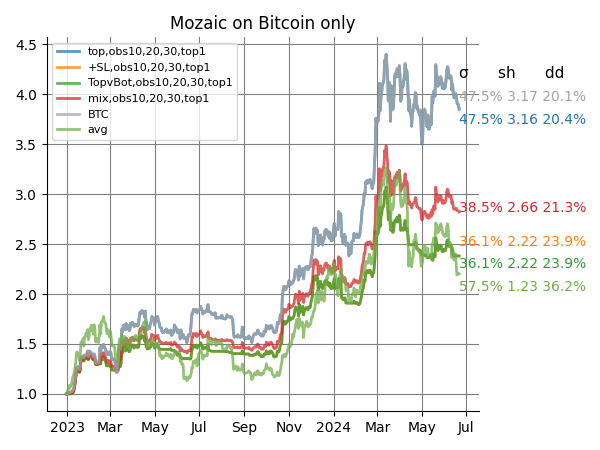 Mozaic on Bitcoin only
top,obs10,20,30,top1
+SL,obs10,20,30,top1
TopvBot,obs10,20,30,top1
mix,obs10,20,30,top1
BTC
avg
σ sh dd
47.5% 3.17 20.1%
47.5% 3.16 20.4%
38.5% 2.66 21.3%
36.1% 2.22 23.9%
36.1% 2.22 23.9%
57.5% 1.23 36.2%
4.5
4.0
3.5
3.0
2.5
2.0
1.5
1.0
2023 Mar May Jul Sep Nov 2024 Mar May Jul